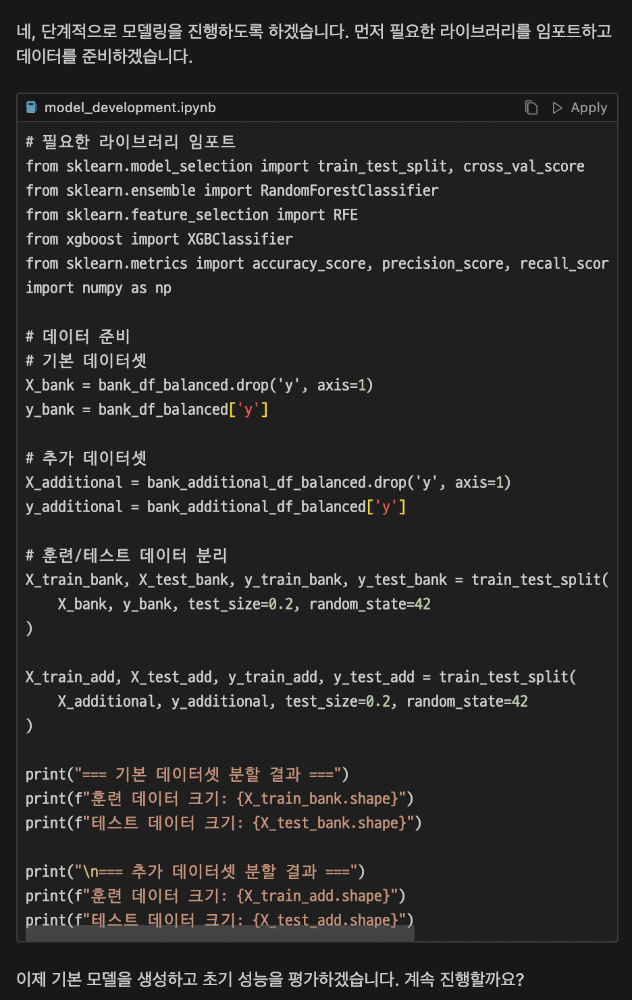 네, 단계적으로 모델링을 진행하도록 하겠습니다. 먼저 필요한 라이브러리를 임포트하고
데이터를 준비하겠습니다.
model_development.ipynb Apply
# 필요한 라이브러리 임포트
from sklearn.model_selection import train_test_split, cross_val_score
from sklearn.ensemble import RandomForestClassifier
from sklearn.feature_selection import RFE
from xgboost import XGBClassifier
from sklearn.metrics import accuracy_score, precision_score, recall_scor
import numpy as np

# 데이터 준비
# 기본 데이터셋
X_bank = bank_df_balanced.drop('y', axis=1)
y_bank = bank_df_balanced['y']

# 추가 데이터셋
X_additional = bank_additional_df_balanced.drop('y', axis=1)
y_additional = bank_additional_df_balanced['y']

# 훈련/테스트 데이터 분리
X_train_bank, X_test_bank, y_train_bank, y_test_bank = train_test_split(
    X_bank, y_bank, test_size=0.2, random_state=42
)

X_train_add, X_test_add, y_train_add, y_test_add = train_test_split(
    X_additional, y_additional, test_size=0.2, random_state=42
)

print("=== 기본 데이터셋 분할 결과 ===")
print(f"훈련 데이터 크기: {X_train_bank.shape}")
print(f"테스트 데이터 크기: {X_test_bank.shape}")

print("\n=== 추가 데이터셋 분할 결과 ===")
print(f"훈련 데이터 크기: {X_train_add.shape}")
print(f"테스트 데이터 크기: {X_test_add.shape}")
이제 기본 모델을 생성하고 초기 성능을 평가하겠습니다. 계속 진행할까요?